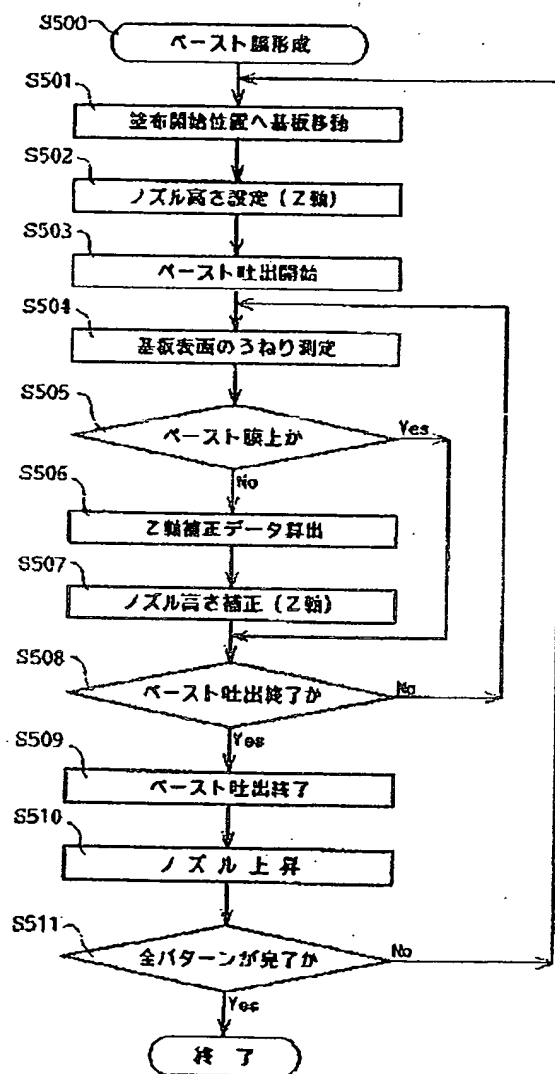 S500
ペースト膜形成
S501
塗布開始位置へ基板移動
S502
ノズル高さ設定(Z軸)
S503
ペースト吐出開始
S504
基板表面のうねり測定
S505
ペースト膜上か
Yes
No
S506
Z軸補正データ算出
S507
ノズル高さ補正(Z軸)
S508
ペースト吐出終了か
No
Yes
S509
ペースト吐出終了
S510
ノズル上昇
S511
全パターンが完了か
No
Yes
終了